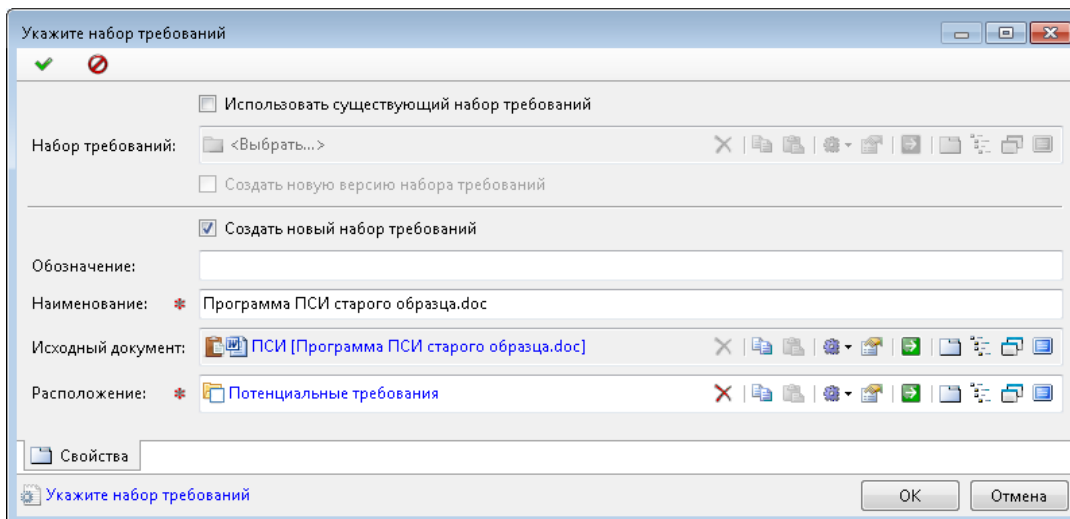 Укажите набор требований
Использовать существующий набор требований
Набор требований: <Выбрать...>
Создать новую версию набора требований
Создать новый набор требований
Обозначение:
Наименование: * Программа ПСИ старого образца.doc
Исходный документ: ПСИ [Программа ПСИ старого образца.doc]
Расположение: * Потенциальные требования
Свойства
Укажите набор требований
ОК Отмена